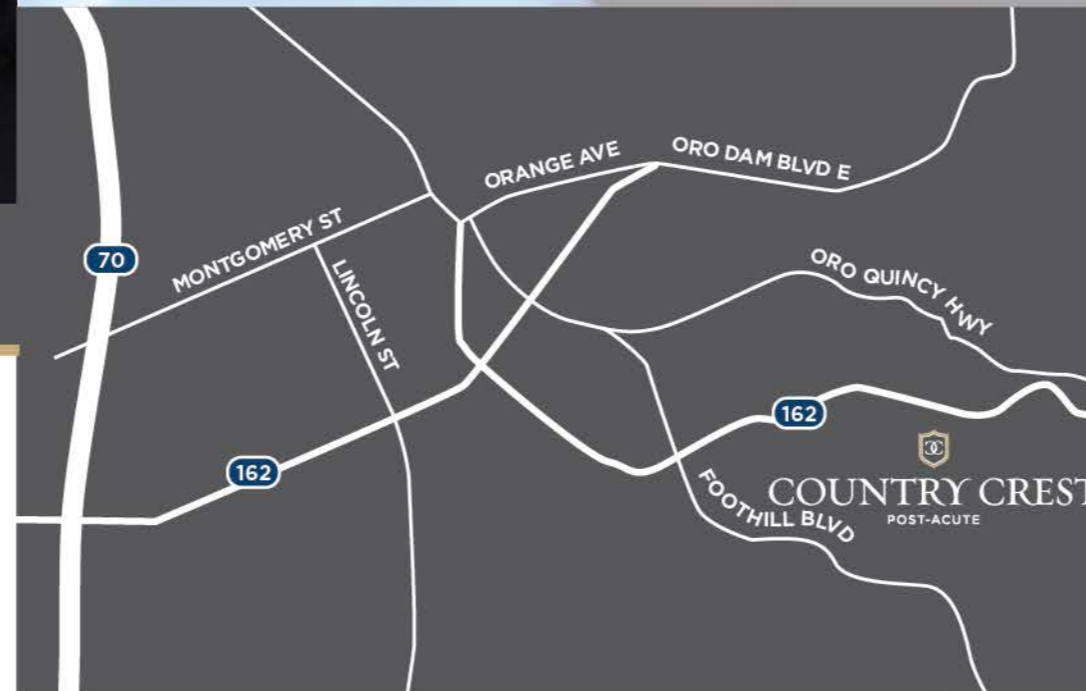 ORANGE AVE
ORO DAM BLVD E
MONTGOMERY ST
70
LINCOLN ST
ORO QUINCY HWY
162
162
CC
COUNTRY CREST
POST-ACUTE
FOOTHILL BLVD